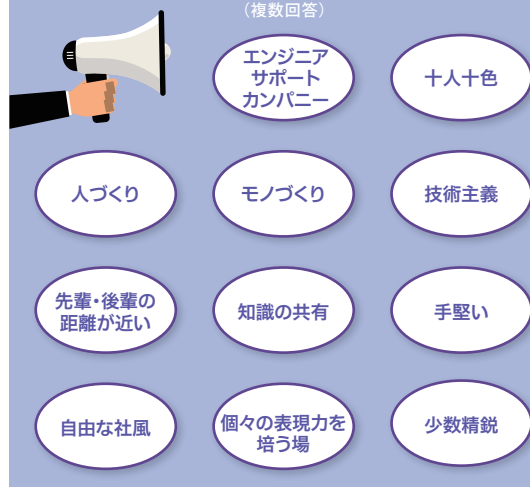 （複数回答）
エンジニア
サポート
カンパニー
十人十色
人づくり
モノづくり
技術主義
先輩・後輩の
距離が近い
知識の共有
手堅い
自由な社風
個々の表現力を
培う場
少数精鋭